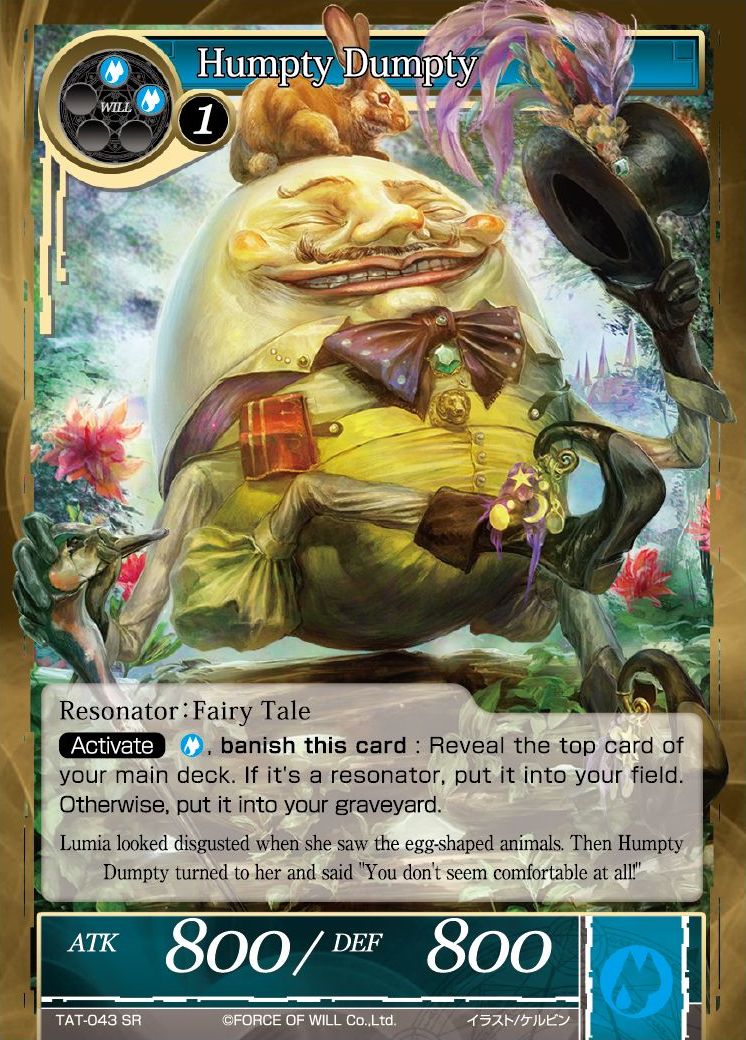 Humpty Dumpty
WILL
1
Resonator:Fairy Tale
Activate , banish this card : Reveal the top card of
your main deck. If it's a resonator, put it into your field.
Otherwise, put it into your graveyard.
Lumia looked disgusted when she saw the egg-shaped animals. Then Humpty
Dumpty turned to her and said "You don't seem comfortable at all!"
ATK 800/ DEF 800
TAT-043 SR ©FORCE OF WILL Co.,Ltd. イラスト/ケルビン